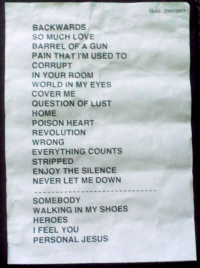 BACKWARDS
SO MUCH LOVE
BARREL OF A GUN
PAIN THAT I'M USED TO
CORRUPT
IN YOUR ROOM
WORLD IN MY EYES
COVER ME
QUESTION OF LUST
HOME
POISON HEART
REVOLUTION
WRONG
EVERYTHING COUNTS
STRIPPED
ENJOY THE SILENCE
NEVER LET ME DOWN
SOMEBODY
WALKING IN MY SHOES
HEROES
I FEEL YOU
PERSONAL JESUS